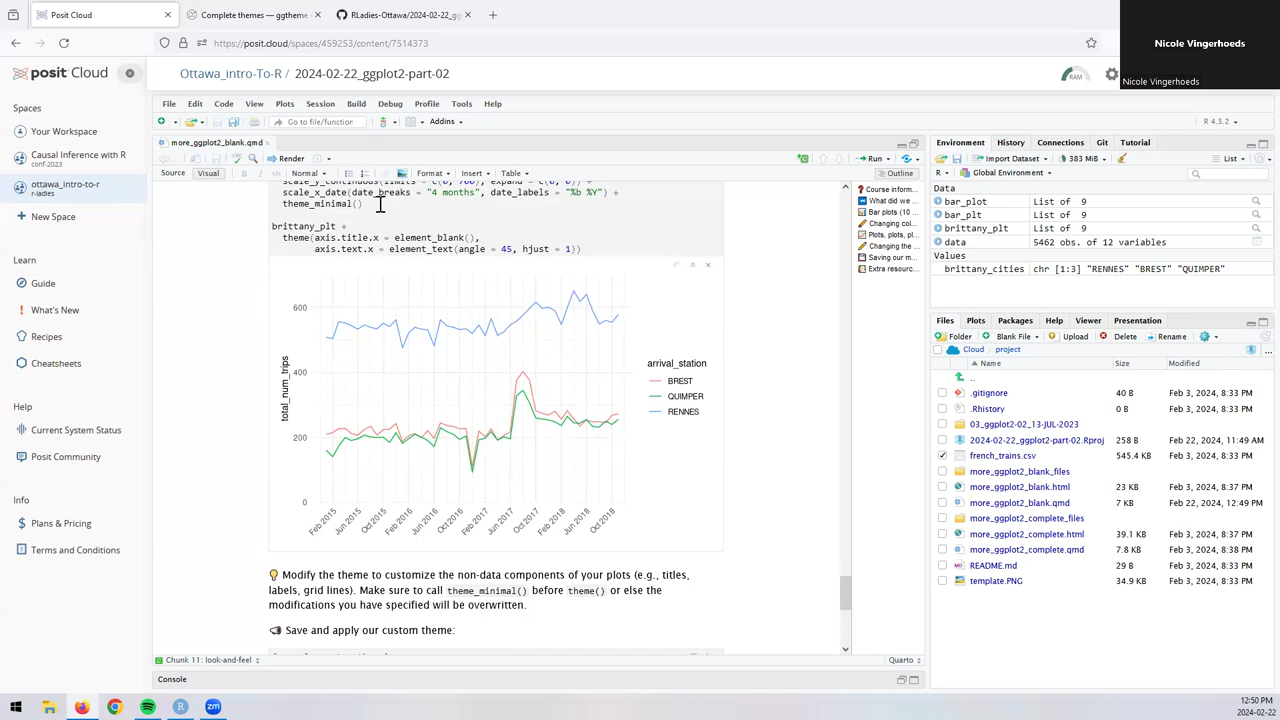 Posit Cloud
Complete themes — ggtheme
RLadies-Ottawa/2024-02-22_gg
https://posit.cloud/spaces/459253/content/7514373
Nicole Vingerhoeds
Nicole Vingerhoeds
posit Cloud
Ottawa_intro-To-R / 2024-02-22_ggplot2-part-02
RAM
Spaces
Your Workspace
Causal Inference with R
conf-2023
ottawa_intro-to-r
r-ladies
New Space
Learn
Guide
What's New
Recipes
Cheatsheets
Help
Current System Status
Posit Community
Info
Plans & Pricing
Terms and Conditions
File Edit Code View Plots Session Build Debug Profile Tools Help
Go to file/function
Addins
R 4.3.2
more_ggplot2_blank.qmd
Render
Run
Source Visual B I Normal Format Insert Table Outline
scale_y_continuous(limits = c(0, 700), expand = c(0, 0)) +
scale_x_date(date_breaks = "4 months", date_labels = "%b %Y") +
theme_minimal()
brittany_plt +
theme(axis.title.x = element_blank(),
axis.text.x = element_text(angle = 45, hjust = 1))
total_num_trips
600
400
200
0
Feb 2015 Jun 2015 Oct 2015 Feb 2016 Jun 2016 Oct 2016 Feb 2017 Jun 2017 Oct 2017 Feb 2018 Jun 2018 Oct 2018
arrival_station
BREST
QUIMPER
RENNES
💡 Modify the theme to customize the non-data components of your plots (e.g., titles,
labels, grid lines). Make sure to call theme_minimal() before theme() or else the
modifications you have specified will be overwritten.
📢 Save and apply our custom theme:
Chunk 11: look-and-feel
Quarto
Console
Course inform...
What did we ...
Bar plots (10 ...
Changing col...
Plots, plots, pl...
Changing the ...
Saving our m...
Extra resourc...
Environment History Connections Git Tutorial
Import Dataset 383 MiB List
R Global Environment
Data
bar_plot List of 9
bar_plt List of 9
brittany_plt List of 9
data 5462 obs. of 12 variables
Values
brittany_cities chr [1:3] "RENNES" "BREST" "QUIMPER"
Files Plots Packages Help Viewer Presentation
Folder Blank File Upload Delete Rename
Cloud project
Name Size Modified
..
.gitignore 40 B Feb 3, 2024, 8:33 PM
.Rhistory 0 B Feb 3, 2024, 8:33 PM
03_ggplot2-02_13-JUL-2023
2024-02-22_ggplot2-part-02.Rproj 258 B Feb 22, 2024, 11:49 AM
french_trains.csv 545.4 KB Feb 3, 2024, 8:33 PM
more_ggplot2_blank_files
more_ggplot2_blank.html 23 KB Feb 3, 2024, 8:37 PM
more_ggplot2_blank.qmd 7 KB Feb 22, 2024, 12:49 PM
more_ggplot2_complete_files
more_ggplot2_complete.html 39.1 KB Feb 3, 2024, 8:37 PM
more_ggplot2_complete.qmd 7.8 KB Feb 3, 2024, 8:38 PM
README.md 29 B Feb 3, 2024, 8:33 PM
template.PNG 34.9 KB Feb 3, 2024, 8:33 PM
12:50 PM
2024-02-22